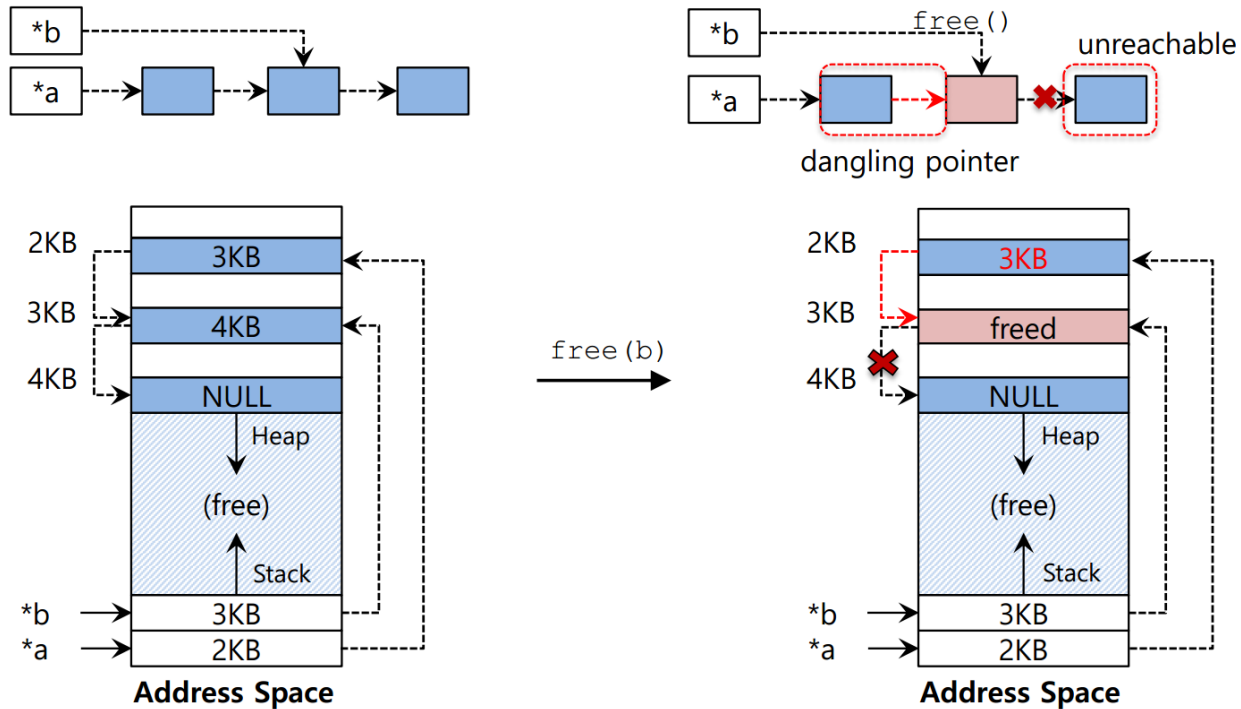 *b
*a
free()
*b
unreachable
*a
dangling pointer
2KB
3KB
3KB
4KB
4KB
NULL
Heap
(free)
Stack
*b
3KB
*a
2KB
Address Space
free(b)
2KB
3KB
3KB
freed
4KB
NULL
Heap
(free)
Stack
*b
3KB
*a
2KB
Address Space